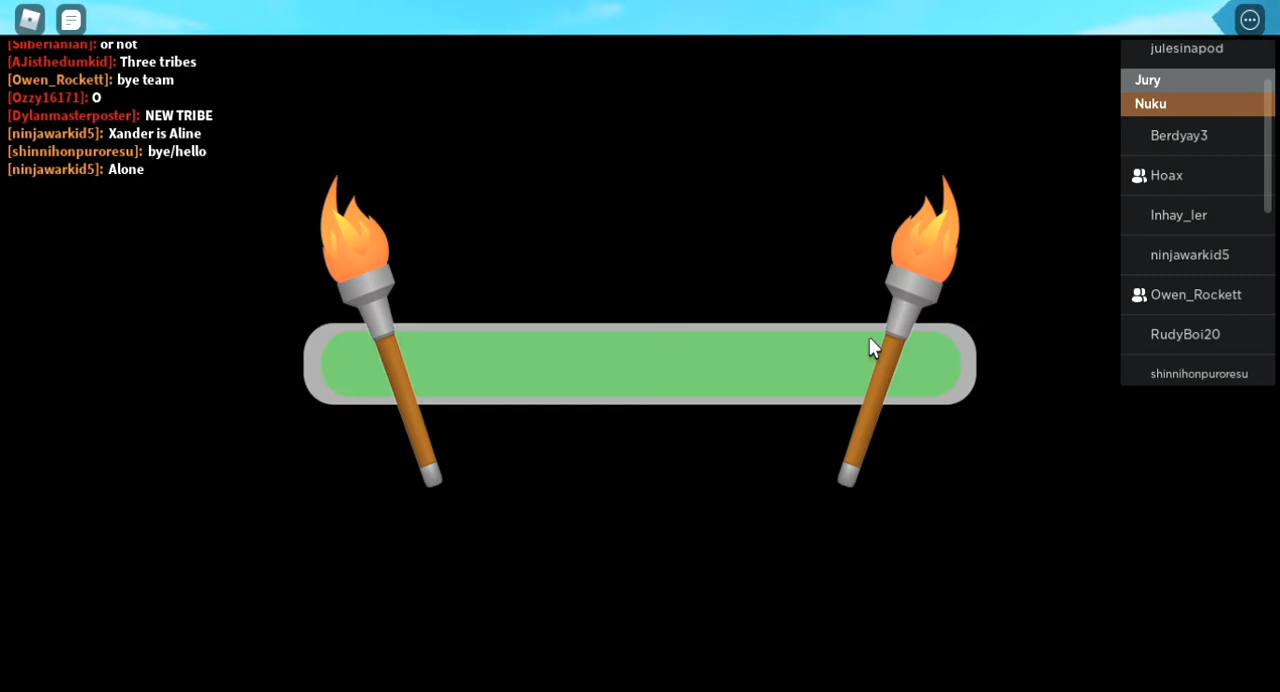 [Silberianian]: or not
[AJisthedumkid]: Three tribes
[Owen_Rockett]: bye team
[Ozzy16171]: O
[Dylanmasterposter]: NEW TRIBE
[ninjawarkid5]: Xander is Aline
[shinnihonpuroresu]: bye/hello
[ninjawarkid5]: Alone
julesinapod
Jury
Nuku
Berdyay3
Hoax
Inhay_ler
ninjawarkid5
Owen_Rockett
RudyBoi20
shinnihonpuroresu